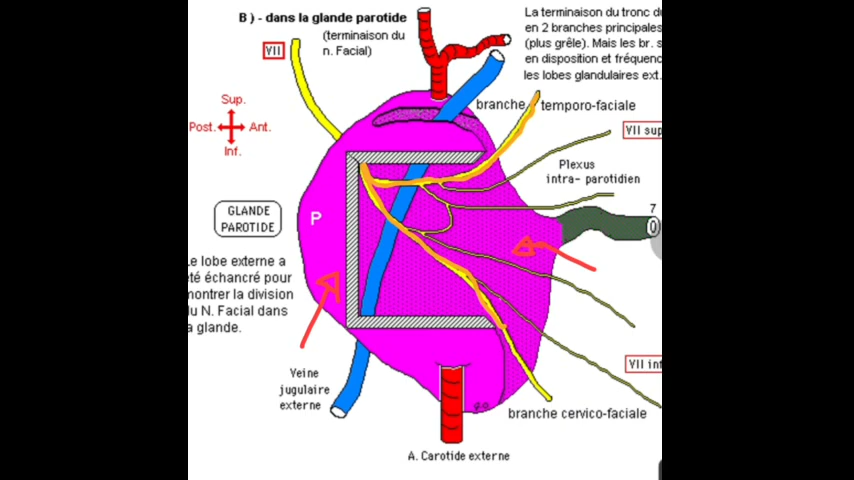 B ) - dans la glande parotide
(terminaison du
n. Facial)
La terminaison du tronc d
en 2 branches principales
(plus grêle). Mais les br. s
en disposition et fréquenc
les lobes glandulaires ext.
VII
Sup.
Post.
Ant.
Inf.
branche temporo-faciale
VII sup
Plexus
intra- parotidien
7
GLANDE
PAROTIDE
P
Le lobe externe a
été échancré pour
montrer la division
du N. Facial dans
a glande.
Veine
jugulaire
externe
VII inf
branche cervico-faciale
A. Carotide externe